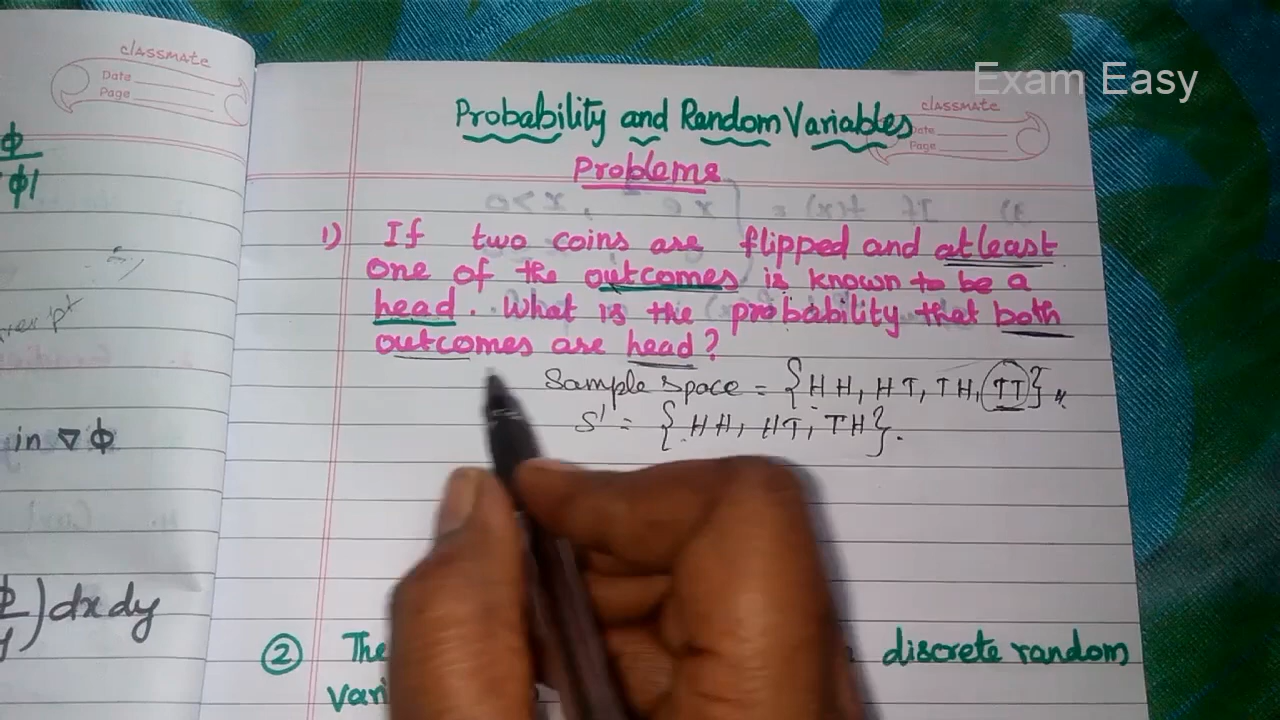 Exam Easy
classmate
Date
Page
classmate
Date
Page
Probability and Random Variables
Problems
1) If two coins are flipped and atleast
one of the outcomes is known to be a
head. What is the probability that both
outcomes are head?
Sample space = {HH, HT, TH, TT}
S' = {HH, HT, TH}.
in ∇ φ
) dx dy
② The discrete random